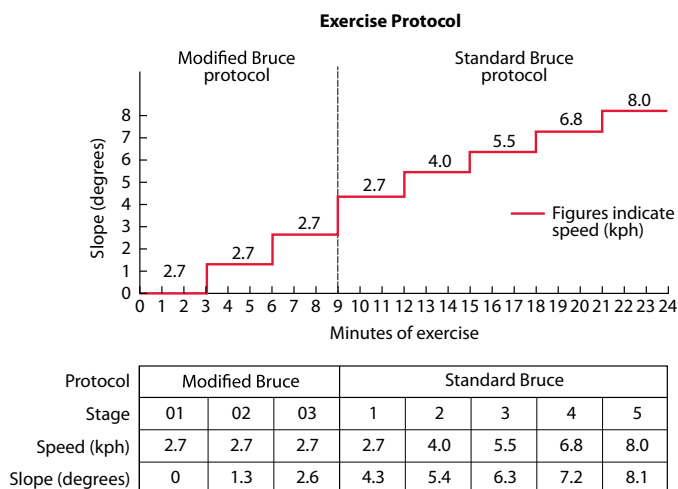 Exercise Protocol
Modified Bruce
protocol
Standard Bruce
protocol
Slope (degrees)
8
7
6
5
4
3
2
1
0
2.7
2.7
2.7
2.7
4.0
5.5
6.8
8.0
Figures indicate
speed (kph)
0 1 2 3 4 5 6 7 8 9 10 11 12 13 14 15 16 17 18 19 20 21 22 23 24
Minutes of exercise
Protocol Modified Bruce Standard Bruce
Stage 01 02 03 1 2 3 4 5
Speed (kph) 2.7 2.7 2.7 2.7 4.0 5.5 6.8 8.0
Slope (degrees) 0 1.3 2.6 4.3 5.4 6.3 7.2 8.1